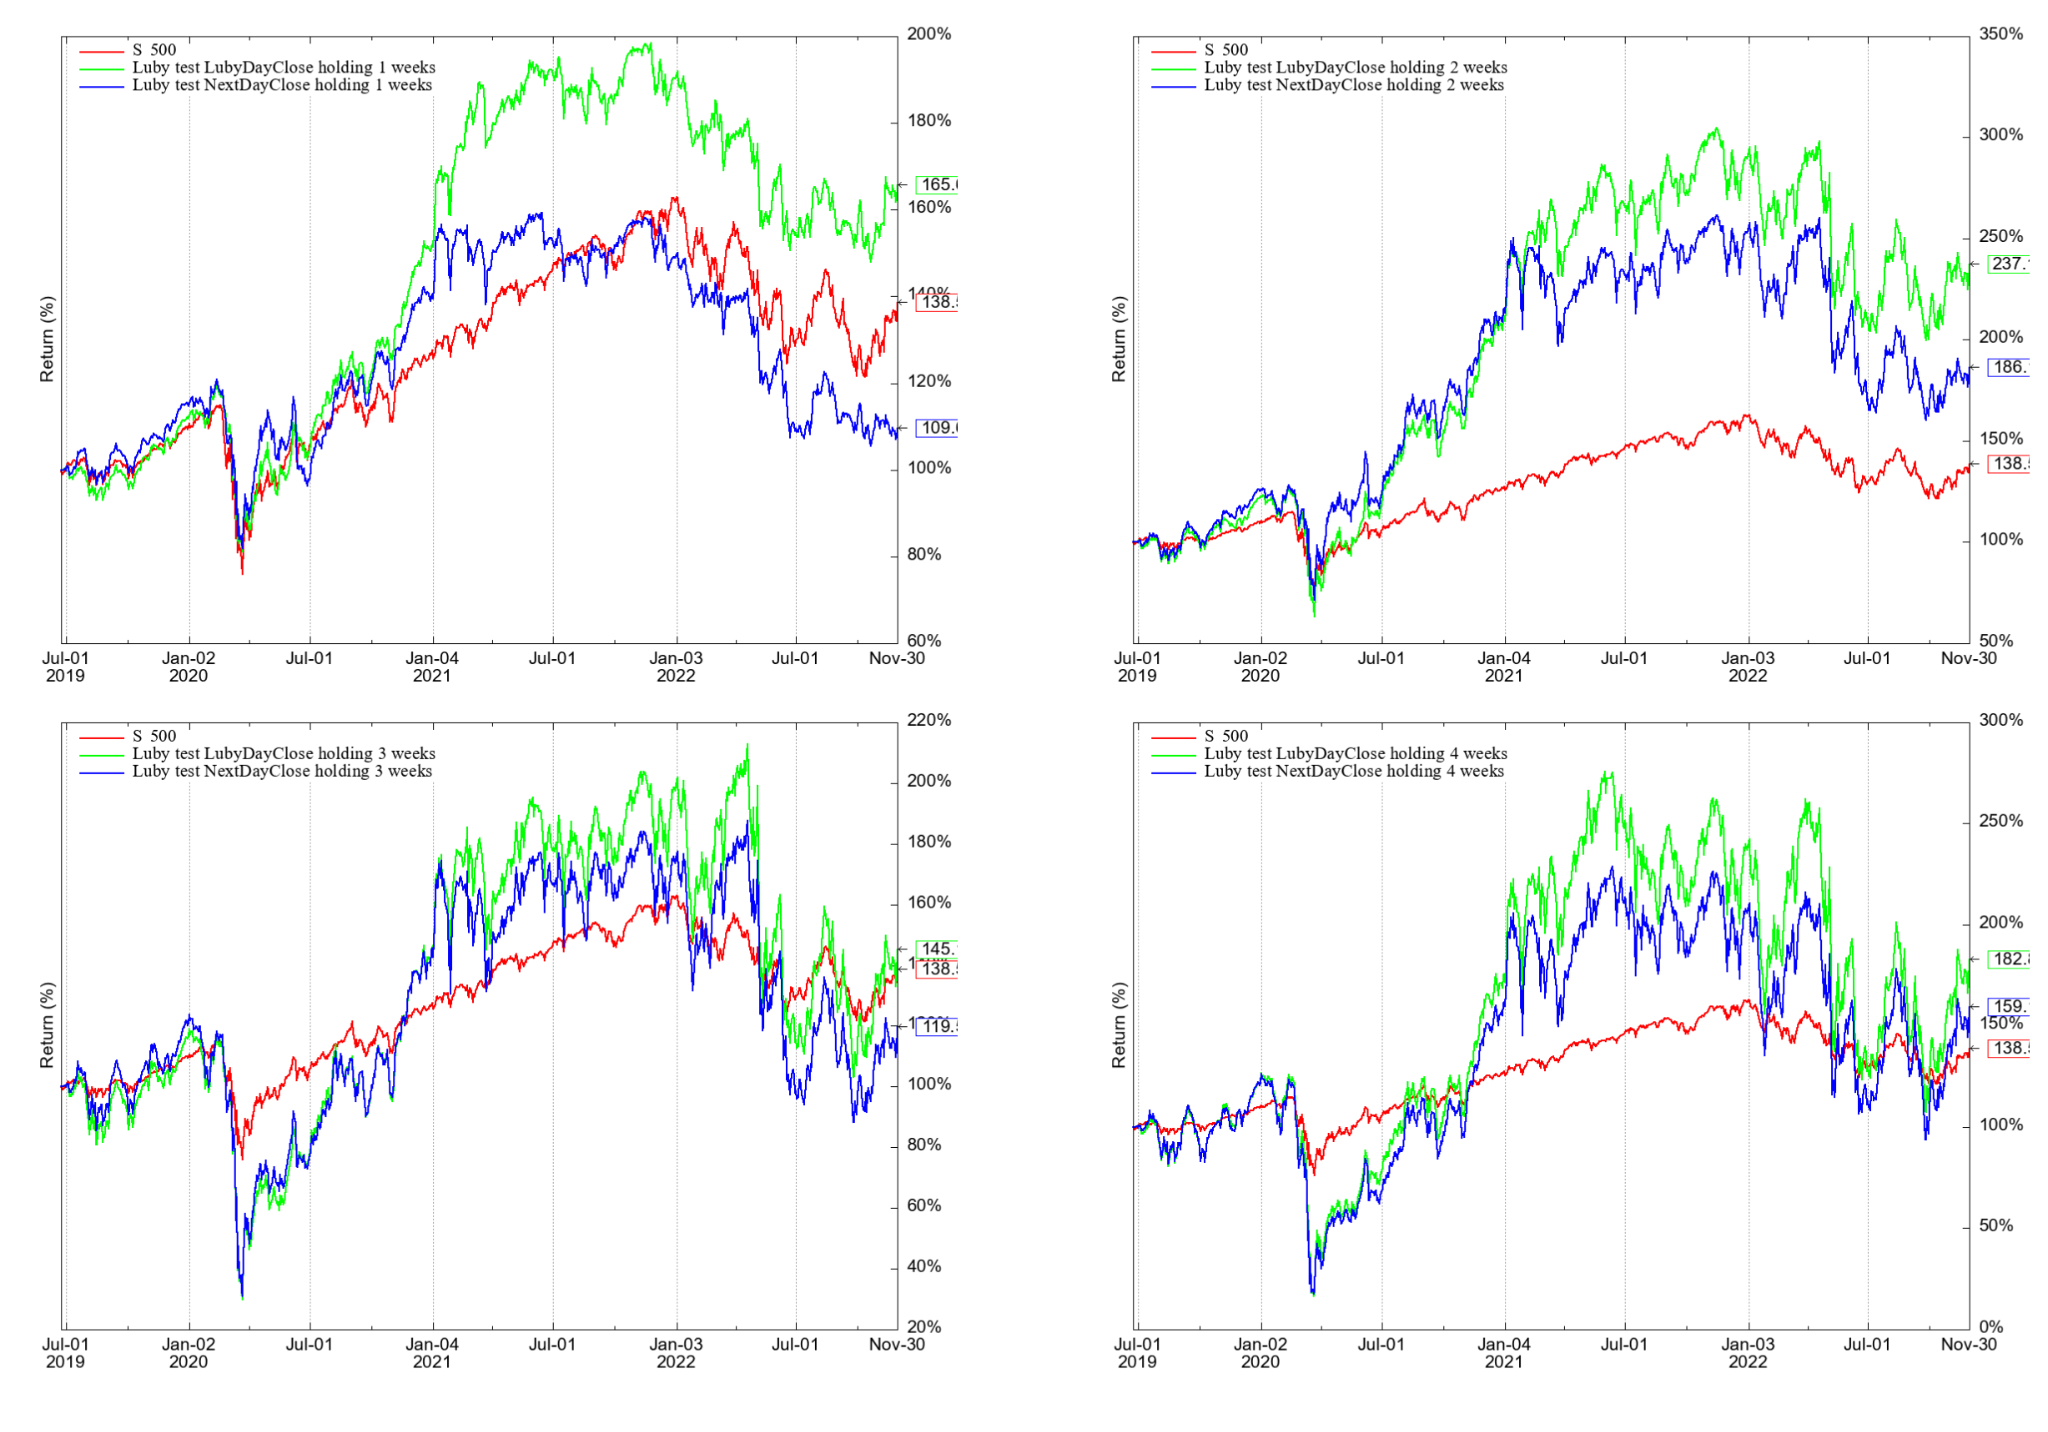 200%
S 500
Luby test LubyDayClose holding 1 weeks
Luby test NextDayClose holding 1 weeks
180%
165.
160%
140%
138.
120%
109.
100%
80%
60%
Return (%)
Jul-01 Jan-02 Jul-01 Jan-04 Jul-01 Jan-03 Jul-01 Nov-30
2019 2020 2021 2022
350%
S 500
Luby test LubyDayClose holding 2 weeks
Luby test NextDayClose holding 2 weeks
300%
250%
237.
200%
186.
150%
138.
100%
50%
Return (%)
Jul-01 Jan-02 Jul-01 Jan-04 Jul-01 Jan-03 Jul-01 Nov-30
2019 2020 2021 2022
220%
S 500
Luby test LubyDayClose holding 3 weeks
Luby test NextDayClose holding 3 weeks
200%
180%
160%
145.
138.
119.
100%
80%
60%
40%
20%
Return (%)
Jul-01 Jan-02 Jul-01 Jan-04 Jul-01 Jan-03 Jul-01 Nov-30
2019 2020 2021 2022
300%
S 500
Luby test LubyDayClose holding 4 weeks
Luby test NextDayClose holding 4 weeks
250%
200%
182.
159.
150%
138.
100%
50%
0%
Return (%)
Jul-01 Jan-02 Jul-01 Jan-04 Jul-01 Jan-03 Jul-01 Nov-30
2019 2020 2021 2022